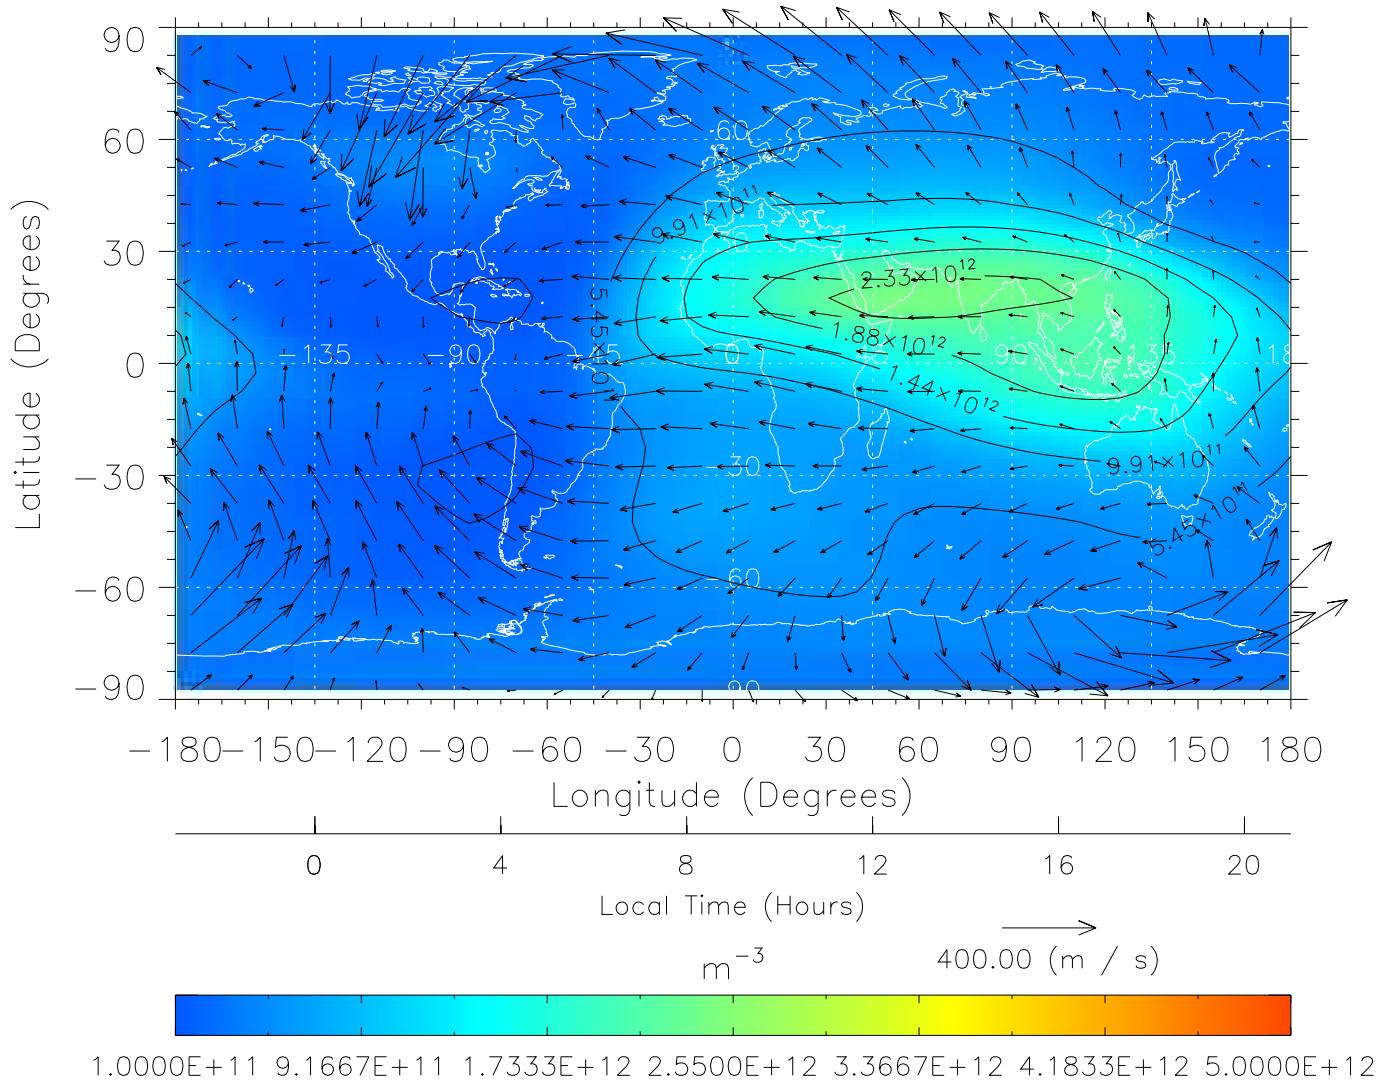 90
60
30
0
−30
−60
−90
Latitude (Degrees)
60
−135
−90
0
90
135
−30
−60
9.91×10¹¹
2.33×10¹²
1.88×10¹²
1.44×10¹²
9.91×10¹¹
5.45×10¹¹
−180 −150 −120 −90 −60 −30 0 30 60 90 120 150 180
Longitude (Degrees)
0 4 8 12 16 20
Local Time (Hours)
m⁻³
400.00 (m / s)
1.0000E+11 9.1667E+11 1.7333E+12 2.5500E+12 3.3667E+12 4.1833E+12 5.0000E+12